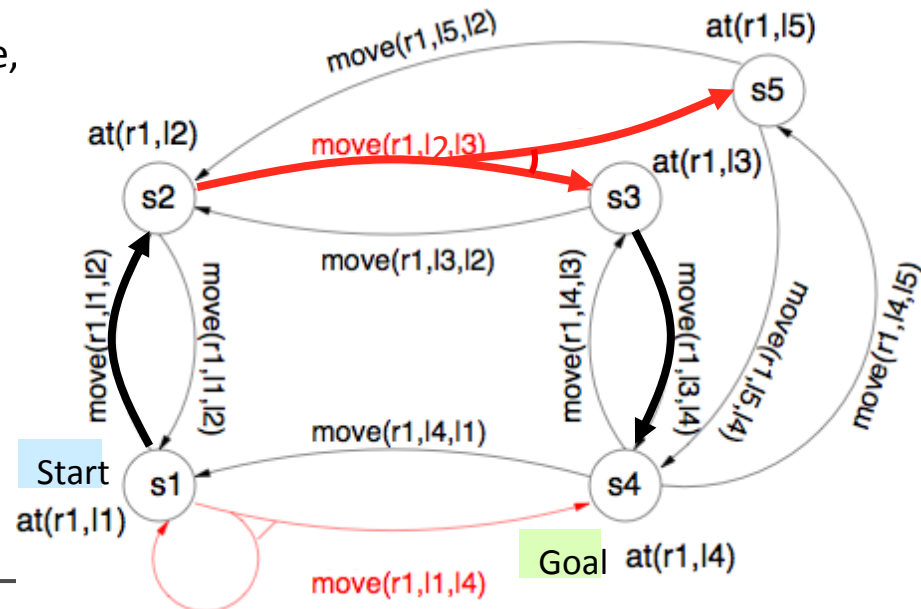 e,
move(r1,l5,l2)
at(r1,l5)
s5
at(r1,l2)
move(r1,l2,l3)
at(r1,l3)
s2
s3
move(r1,l3,l2)
move(r1,l1,l2)
move(r1,l1,l2)
move(r1,l4,l3)
move(r1,l3,l4)
move(r1,l5,l4)
move(r1,l4,l5)
move(r1,l4,l1)
Start
s1
s4
at(r1,l1)
Goal
at(r1,l4)
move(r1,l1,l4)